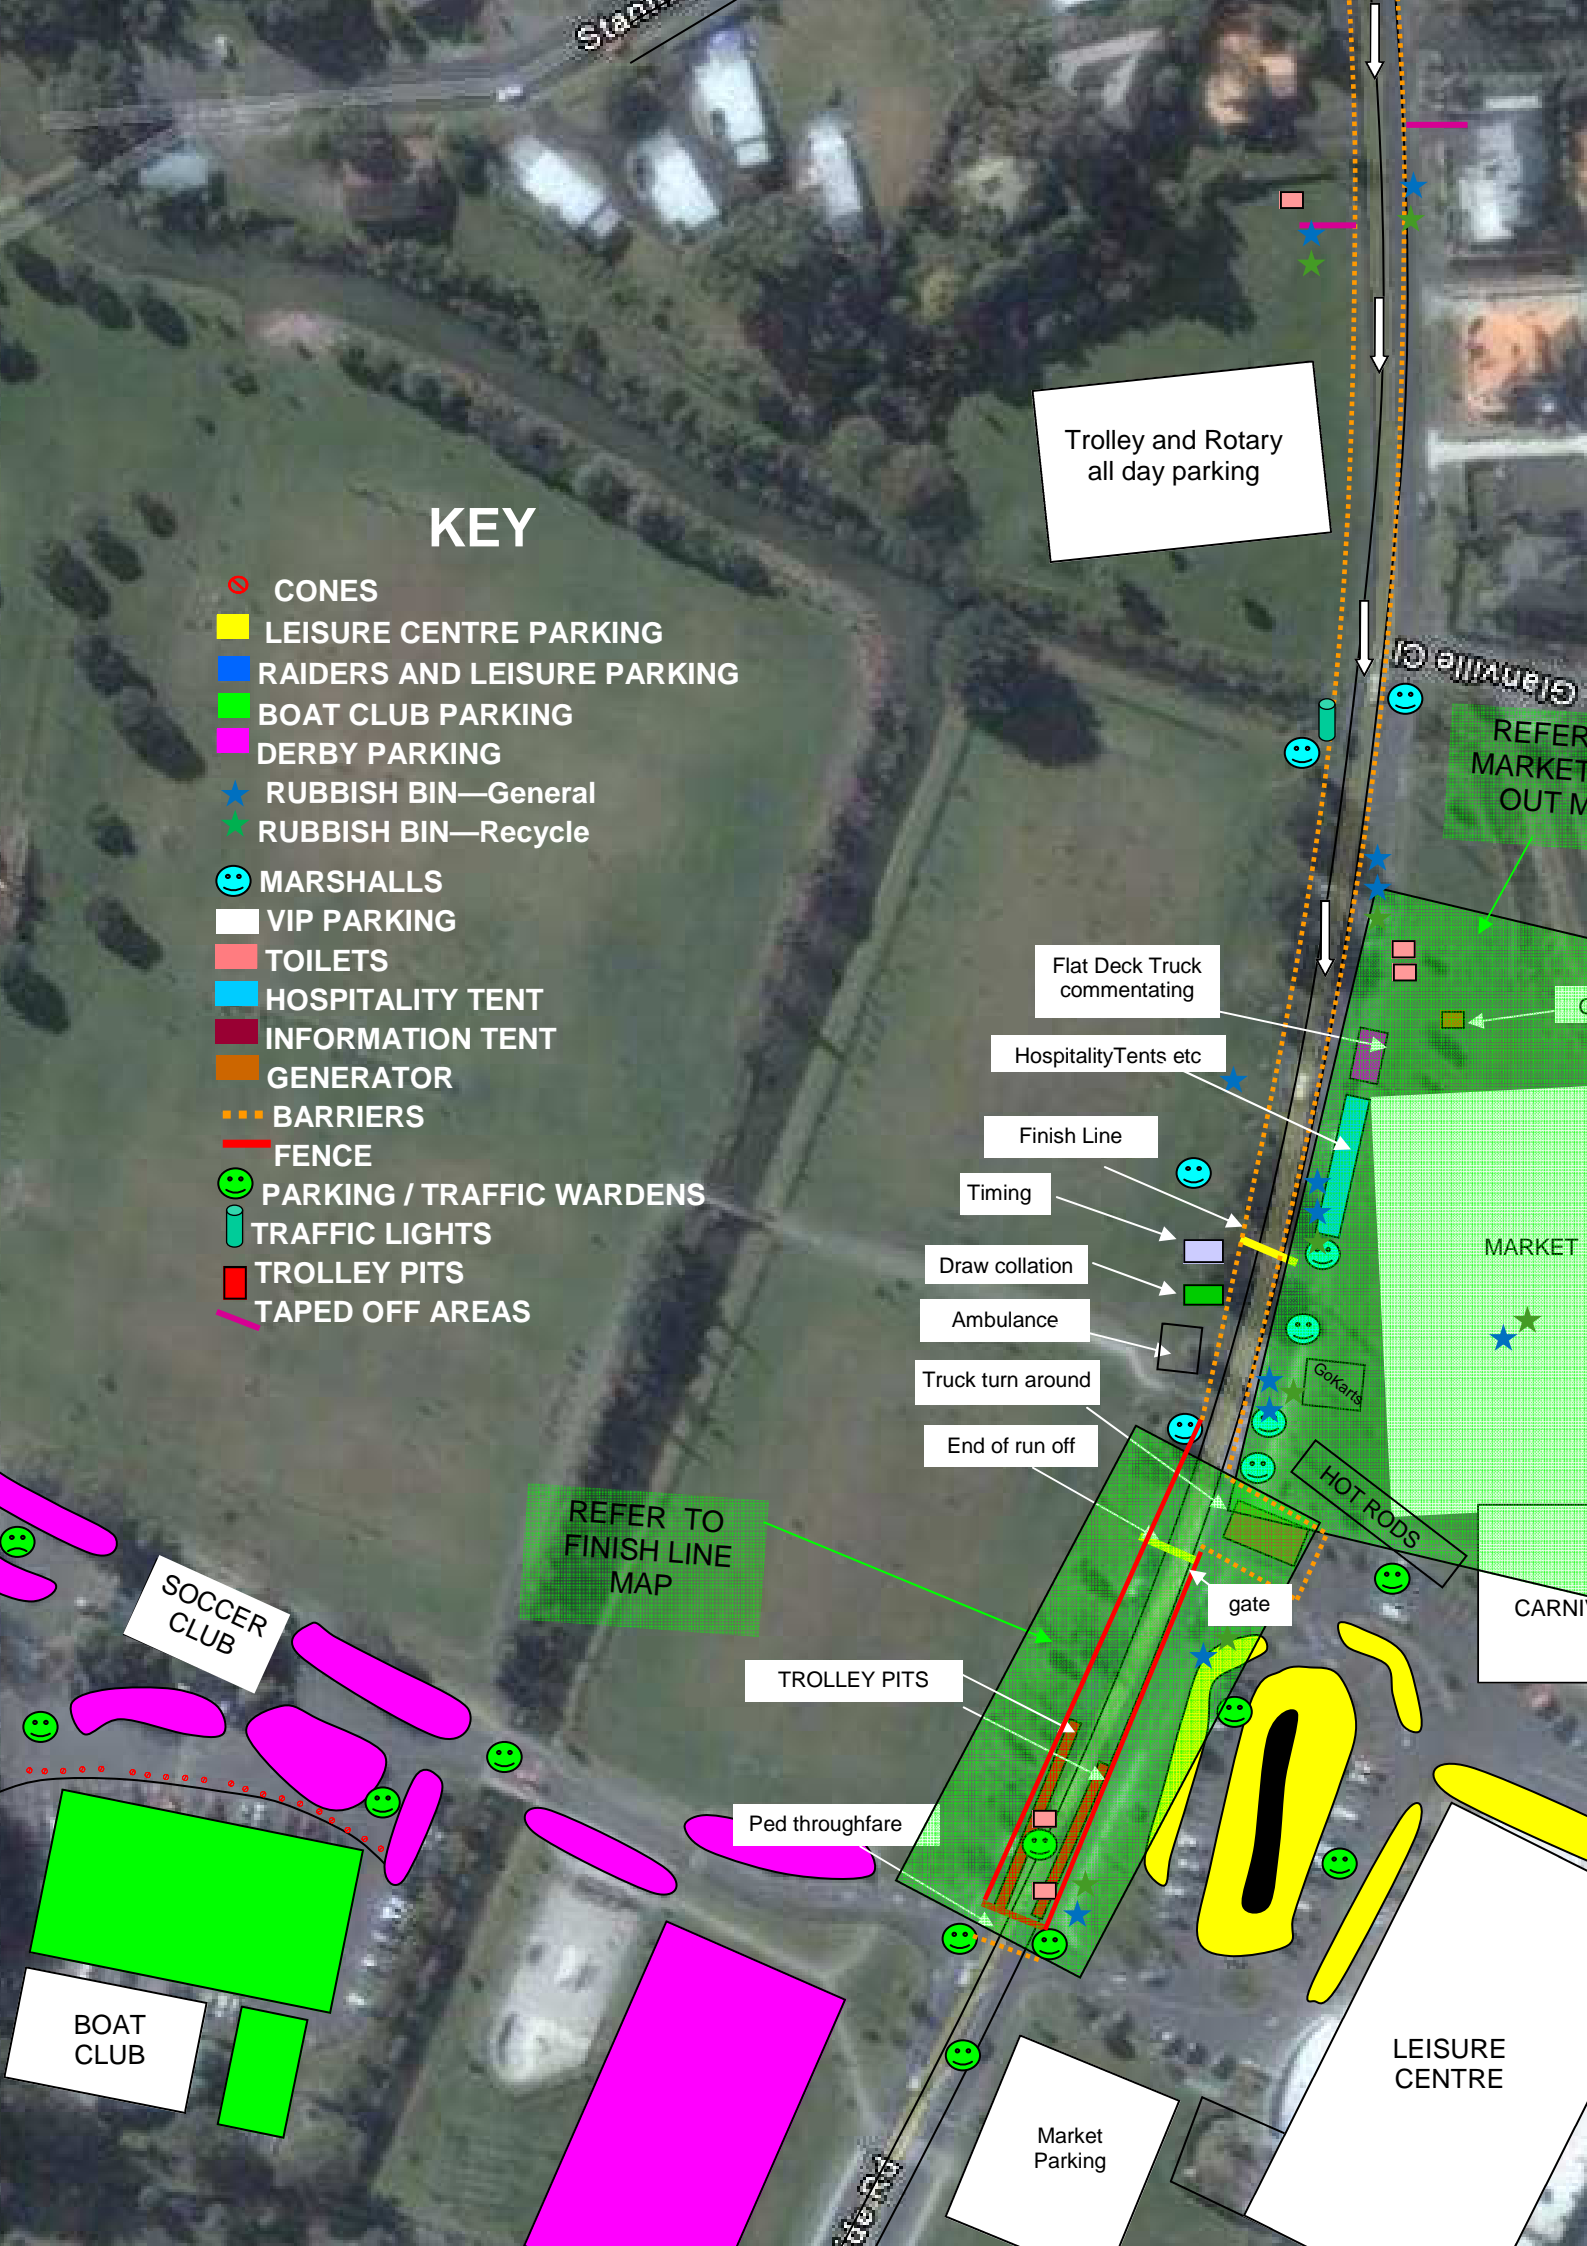 Trolley and Rotary
all day parking
KEY
CONES
LEISURE CENTRE PARKING
RAIDERS AND LEISURE PARKING
BOAT CLUB PARKING
DERBY PARKING
RUBBISH BIN—General
RUBBISH BIN—Recycle
MARSHALLS
VIP PARKING
TOILETS
HOSPITALITY TENT
INFORMATION TENT
GENERATOR
BARRIERS
FENCE
PARKING / TRAFFIC WARDENS
TRAFFIC LIGHTS
TROLLEY PITS
TAPED OFF AREAS
Glanville Cl
REFER
MARKET
OUT M
Flat Deck Truck
commentating
HospitalityTents etc
Finish Line
Timing
Draw collation
Ambulance
Truck turn around
End of run off
MARKET
GoKarts
HOT RODS
REFER TO
FINISH LINE
MAP
gate
CARNI
SOCCER
CLUB
TROLLEY PITS
Ped throughfare
BOAT
CLUB
LEISURE
CENTRE
Market
Parking